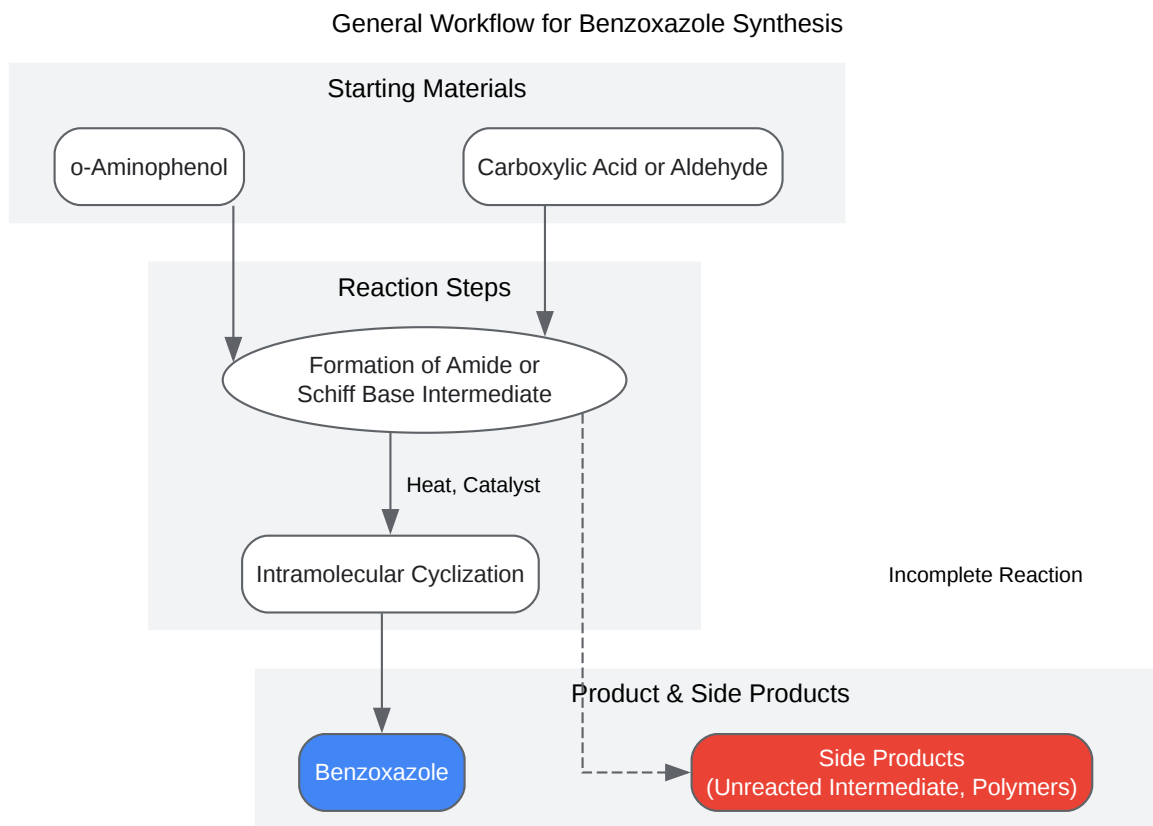 General Workflow for Benzoxazole Synthesis
Starting Materials
o-Aminophenol
Carboxylic Acid or Aldehyde
Reaction Steps
Formation of Amide or
Schiff Base Intermediate
Heat, Catalyst
Intramolecular Cyclization
Incomplete Reaction
Product & Side Products
Benzoxazole
Side Products
(Unreacted Intermediate, Polymers)